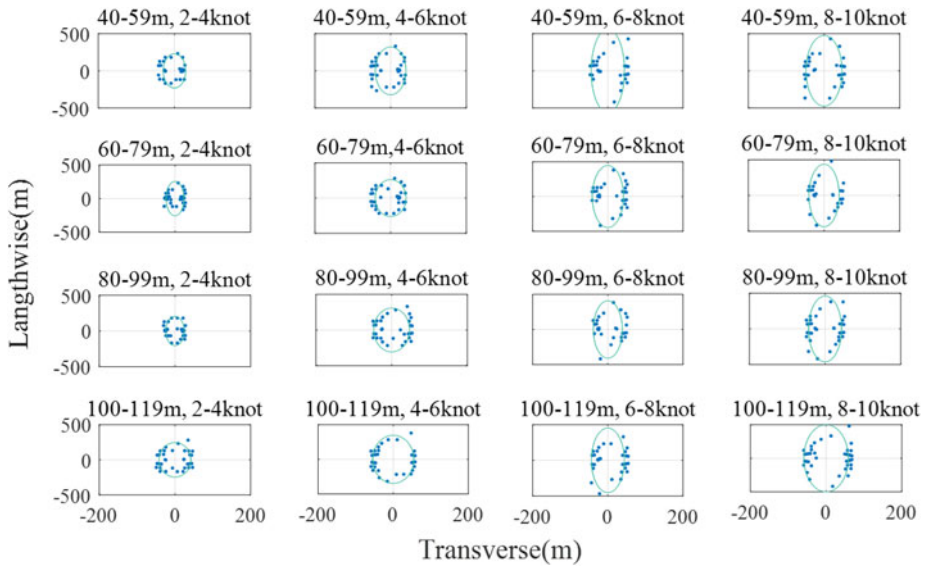 40-59m, 2-4knot 40-59m, 4-6knot 40-59m, 6-8knot 40-59m, 8-10knot
500
0
-500
60-79m, 2-4knot 60-79m,4-6knot 60-79m, 6-8knot 60-79m, 8-10knot
500
0
-500
Langthwise(m)
80-99m, 2-4knot 80-99m, 4-6knot 80-99m, 6-8knot 80-99m, 8-10knot
500
0
-500
100-119m, 2-4knot 100-119m, 4-6knot 100-119m, 6-8knot 100-119m, 8-10knot
500
0
-500
-200 0 200 0 200 -200 0 200 -200 0 200
Transverse(m)